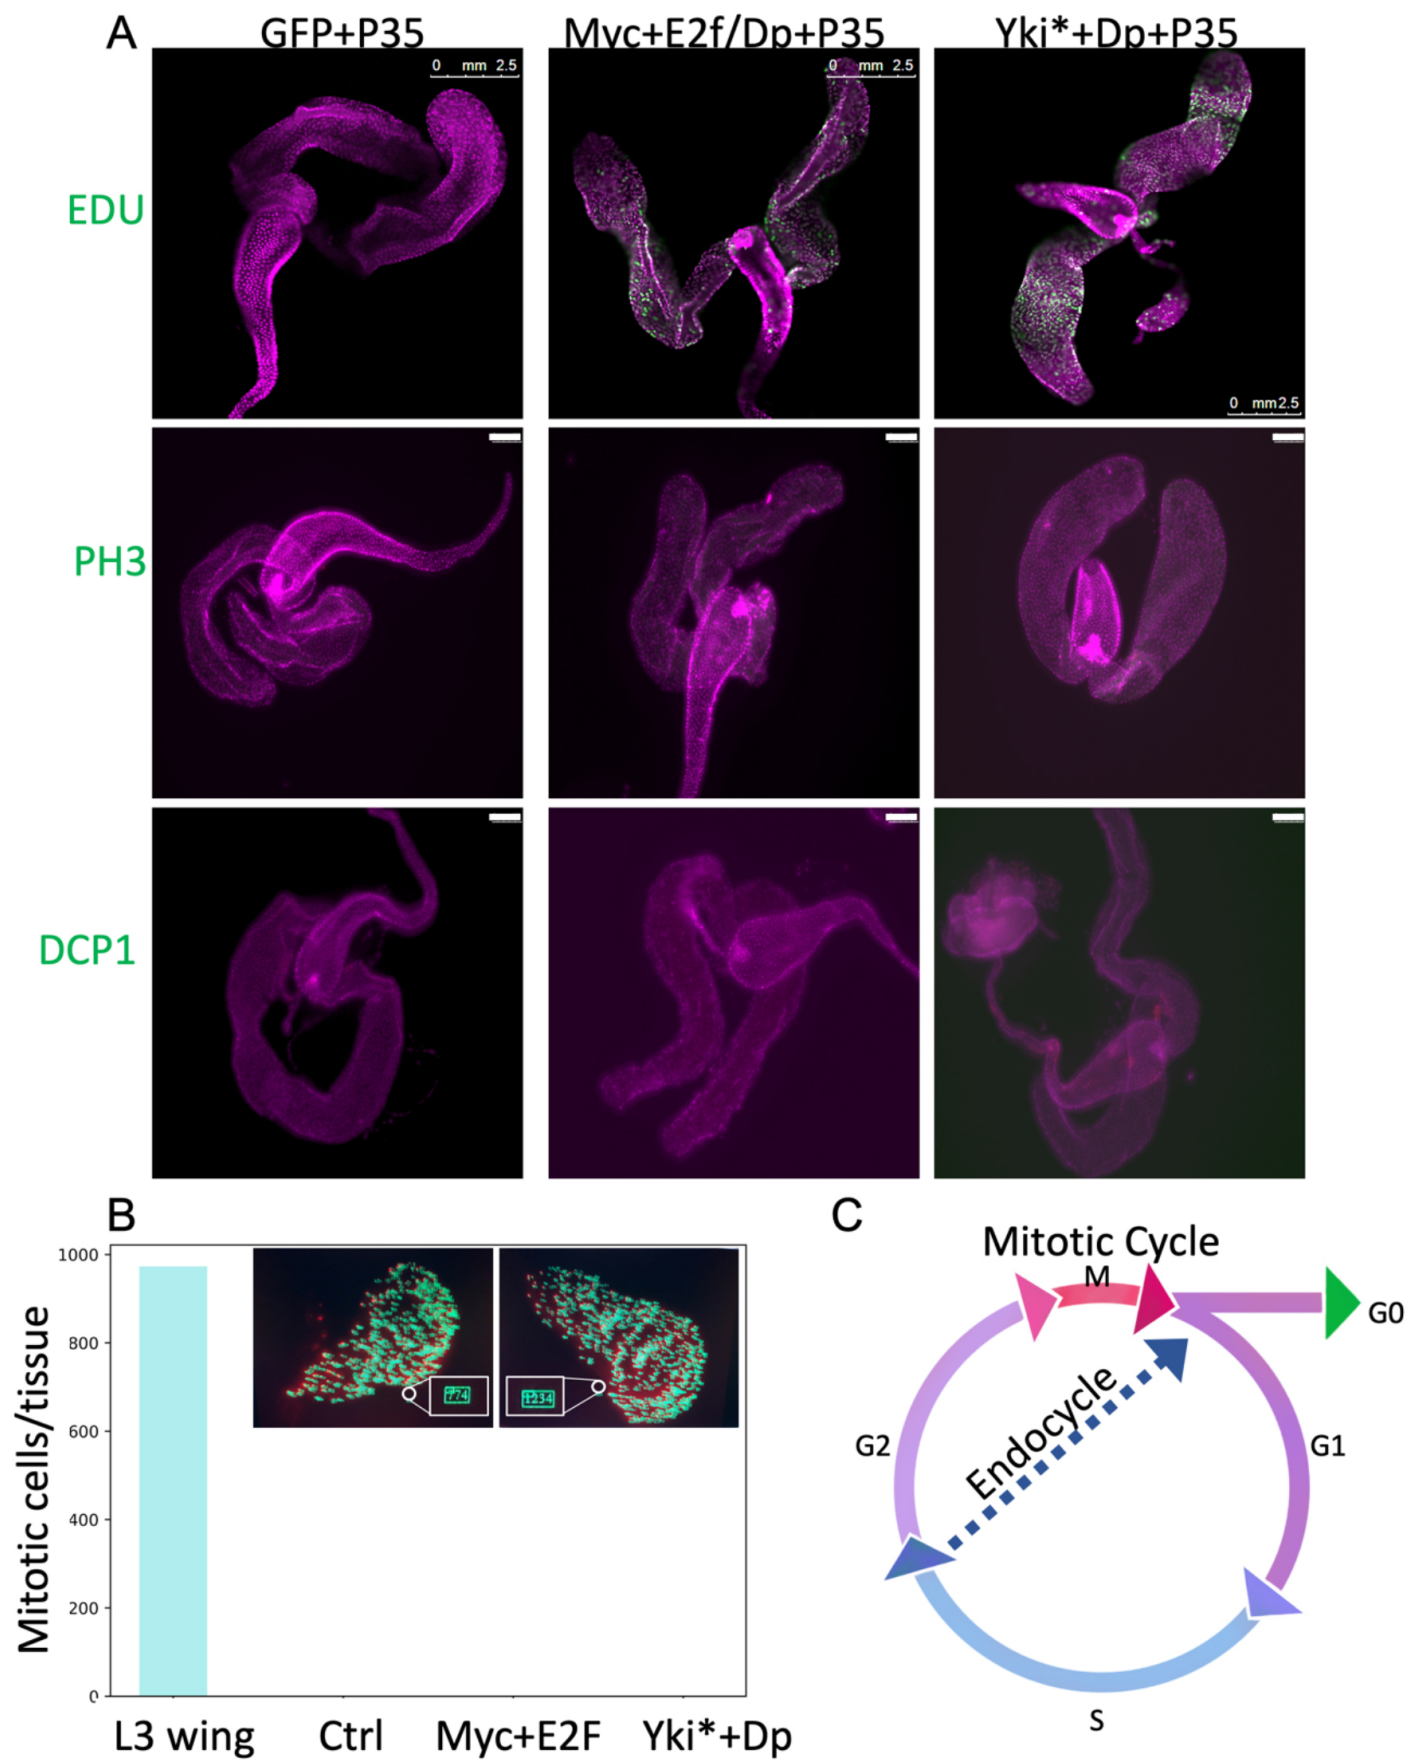 A
GFP+P35
Myc+E2f/Dp+P35
Yki*+Dp+P35
0 mm 2.5
0 mm 2.5
EDU
0 mm2.5
PH3
DCP1
B
C
1000
800
600
400
200
0
Mitotic cells/tissue
774
1234
L3 wing
Ctrl
Myc+E2F
Yki*+Dp
Mitotic Cycle
M
G0
G2
Endocycle
G1
S